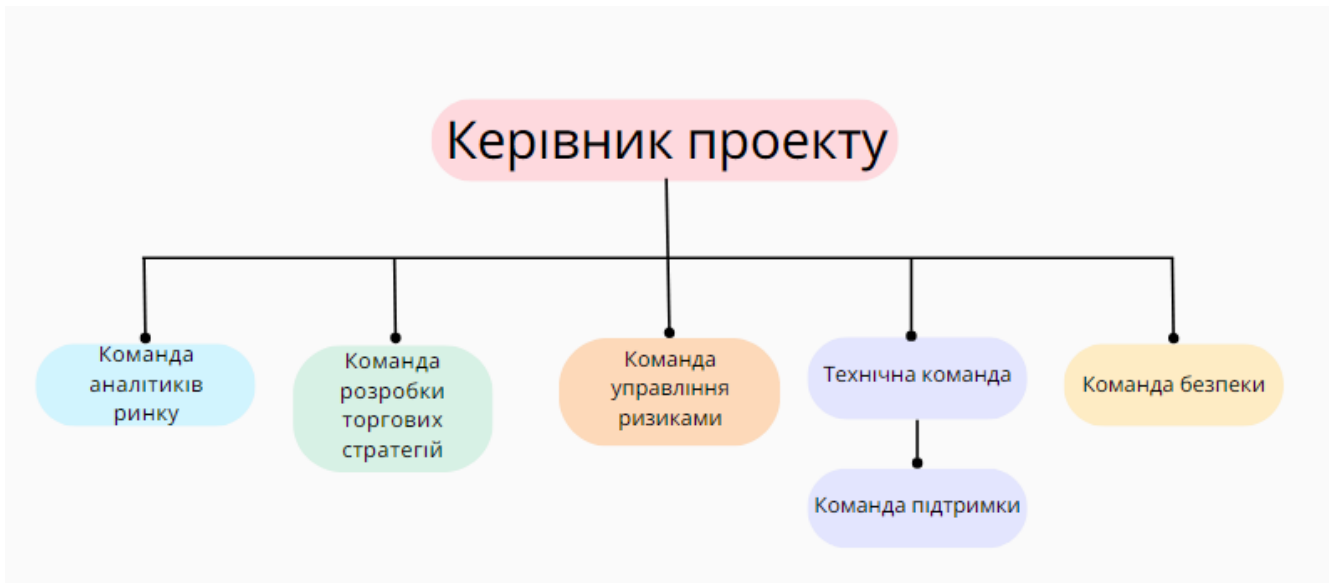 Керівник проекту
Команда
аналітиків
ринку
Команда
розробки
торгових
стратегій
Команда
управління
ризиками
Технічна команда
Команда безпеки
Команда підтримки